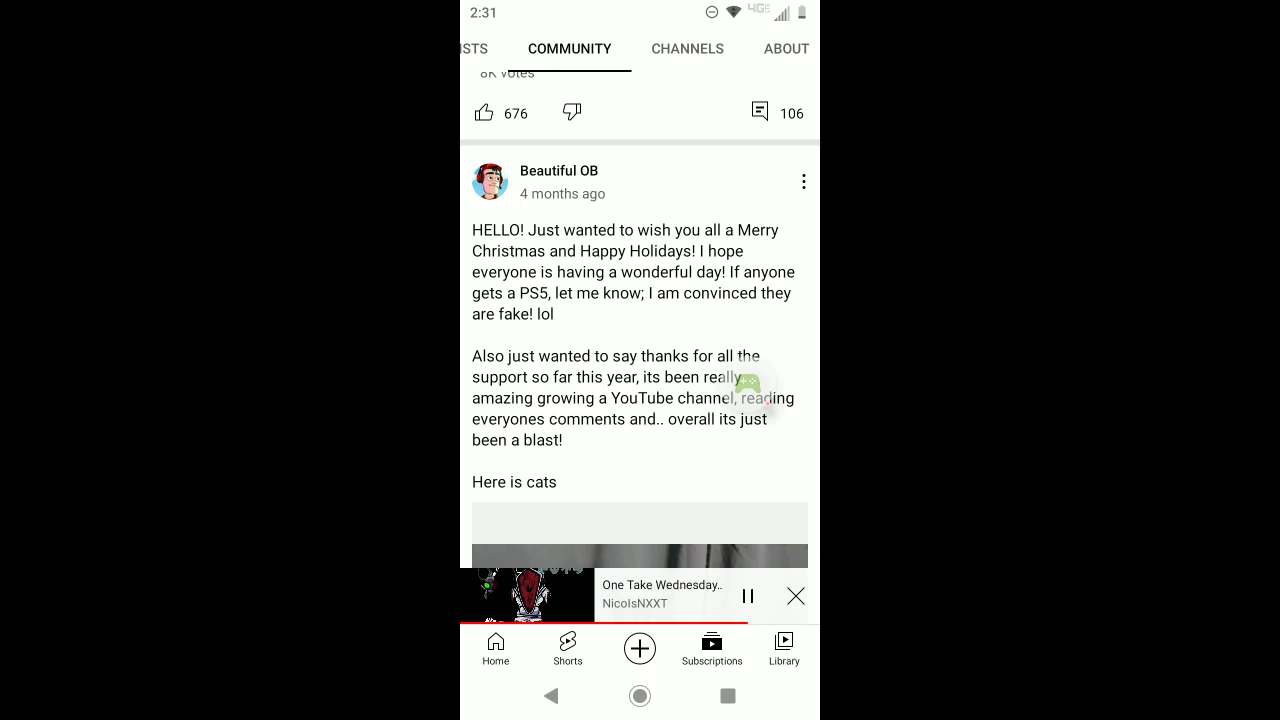 2:31
4G
ISTS COMMUNITY CHANNELS ABOUT
8K votes
676 106
Beautiful OB
4 months ago
HELLO! Just wanted to wish you all a Merry
Christmas and Happy Holidays! I hope
everyone is having a wonderful day! If anyone
gets a PS5, let me know; I am convinced they
are fake! lol
Also just wanted to say thanks for all the
support so far this year, its been really
amazing growing a YouTube channel, reading
everyones comments and.. overall its just
been a blast!
Here is cats
One Take Wednesday..
NicolsNXXT
Home Shorts Subscriptions Library